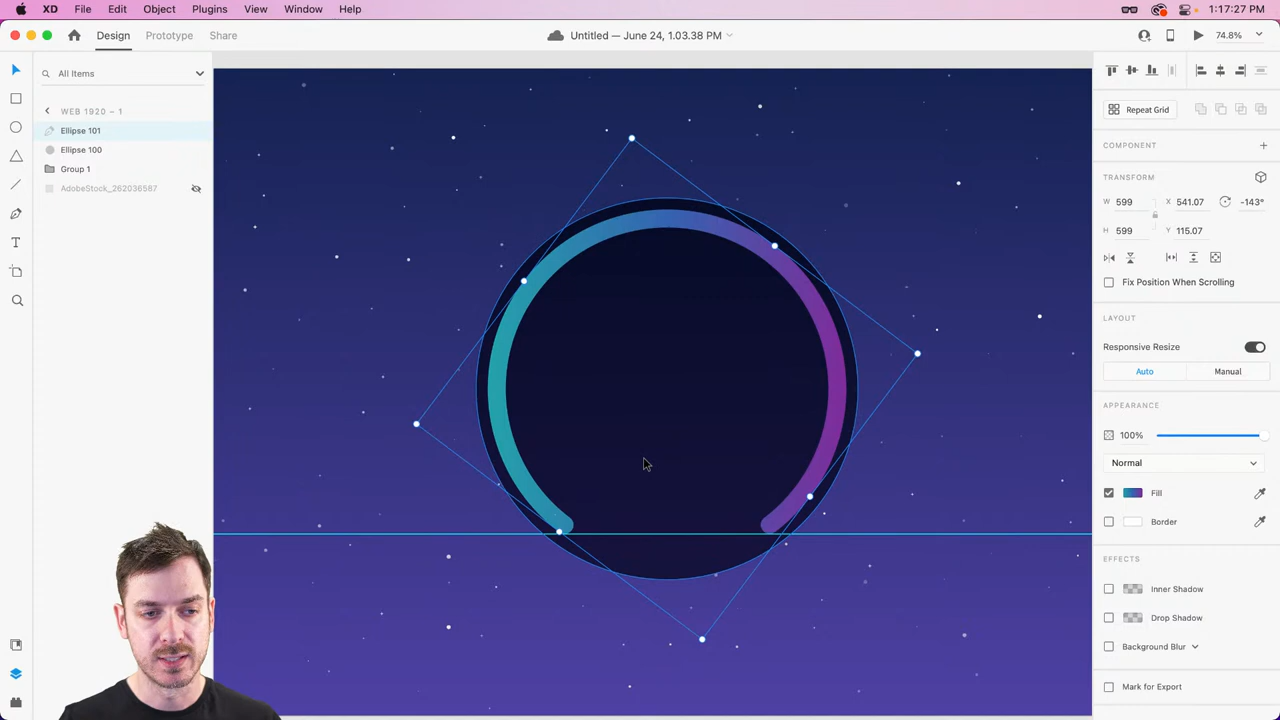 XD File Edit Object Plugins View Window Help 1:17:27 PM
Design Prototype Share Untitled — June 24, 1.03.38 PM 74.8%
All Items
WEB 1920 – 1
Ellipse 101
Ellipse 100
Group 1
AdobeStock_262036587
Repeat Grid
COMPONENT
TRANSFORM
W 599 X 541.07 -143°
H 599 Y 115.07
Fix Position When Scrolling
LAYOUT
Responsive Resize
Auto Manual
APPEARANCE
100%
Normal
Fill
Border
EFFECTS
Inner Shadow
Drop Shadow
Background Blur
Mark for Export